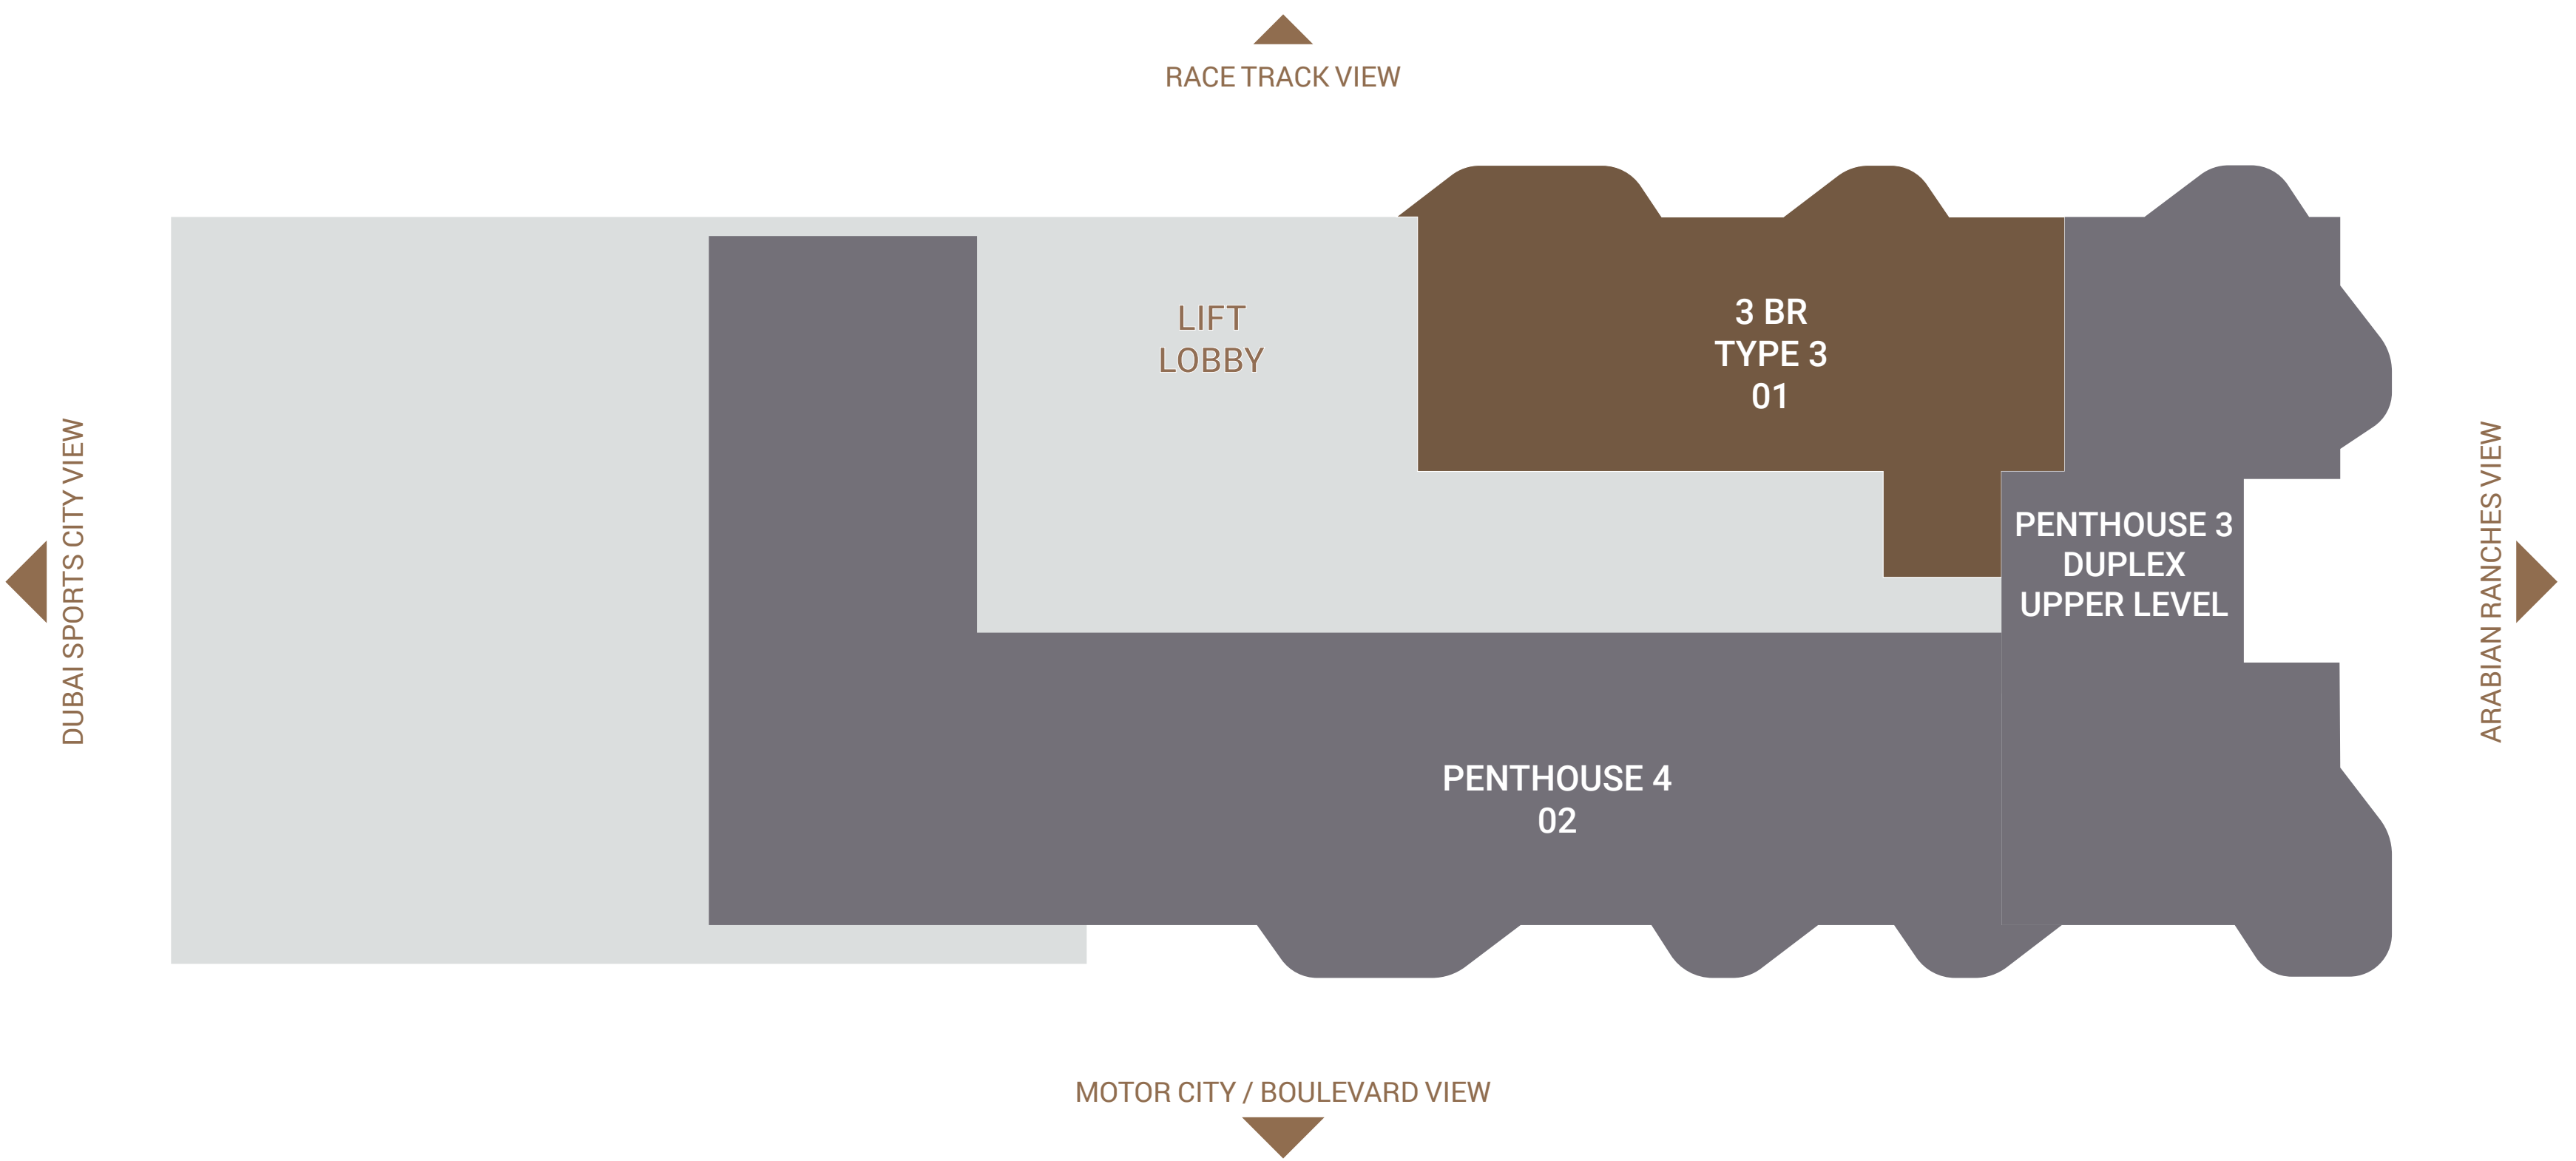 RACE TRACK VIEW
LIFT
LOBBY
3 BR
TYPE 3
01
DUBAI SPORTS CITY VIEW
PENTHOUSE 3
DUPLEX
UPPER LEVEL
ARABIAN RANCHES VIEW
PENTHOUSE 4
02
MOTOR CITY / BOULEVARD VIEW